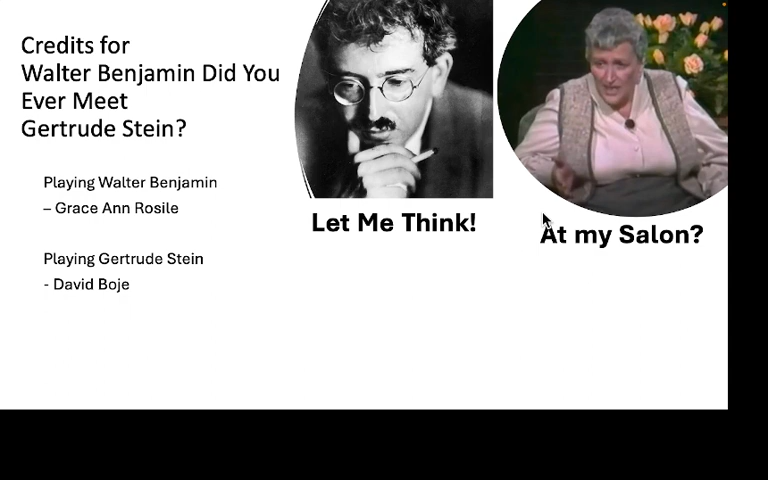 Credits for
Walter Benjamin Did You
Ever Meet
Gertrude Stein?
Playing Walter Benjamin
– Grace Ann Rosile
Playing Gertrude Stein
- David Boje
Let Me Think!
At my Salon?